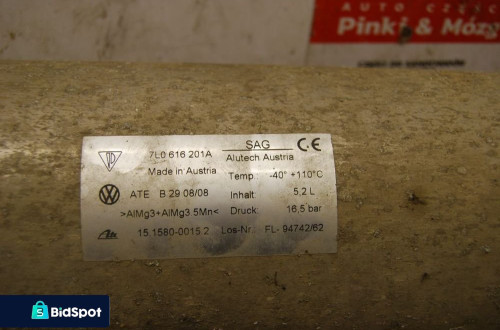 AUTO CZĘŚC
Pinki & Mózg
7L0 616 201A
Made in Austria
ATE B 29 08/08
>AlMg3+AlMg3.5Mn<
Ate 15.1580-0015.2
SAG CE
Alutech Austria
Temp. -40° +110°C
Inhalt: 5,2 L
Druck: 16,5 bar
Los-Nr.: FL- 94742/62
BidSpot